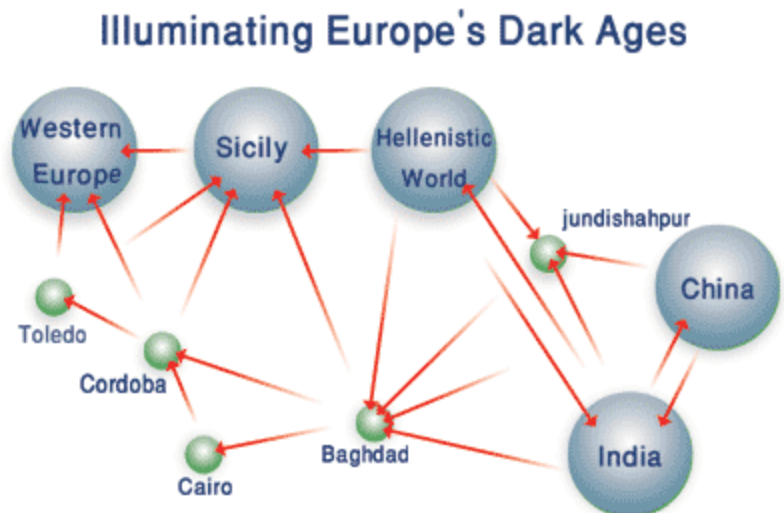 Illuminating Europe's Dark Ages
Western
Europe
Sicily
Hellenistic
World
jundishahpur
China
Toledo
Cordoba
Baghdad
India
Cairo